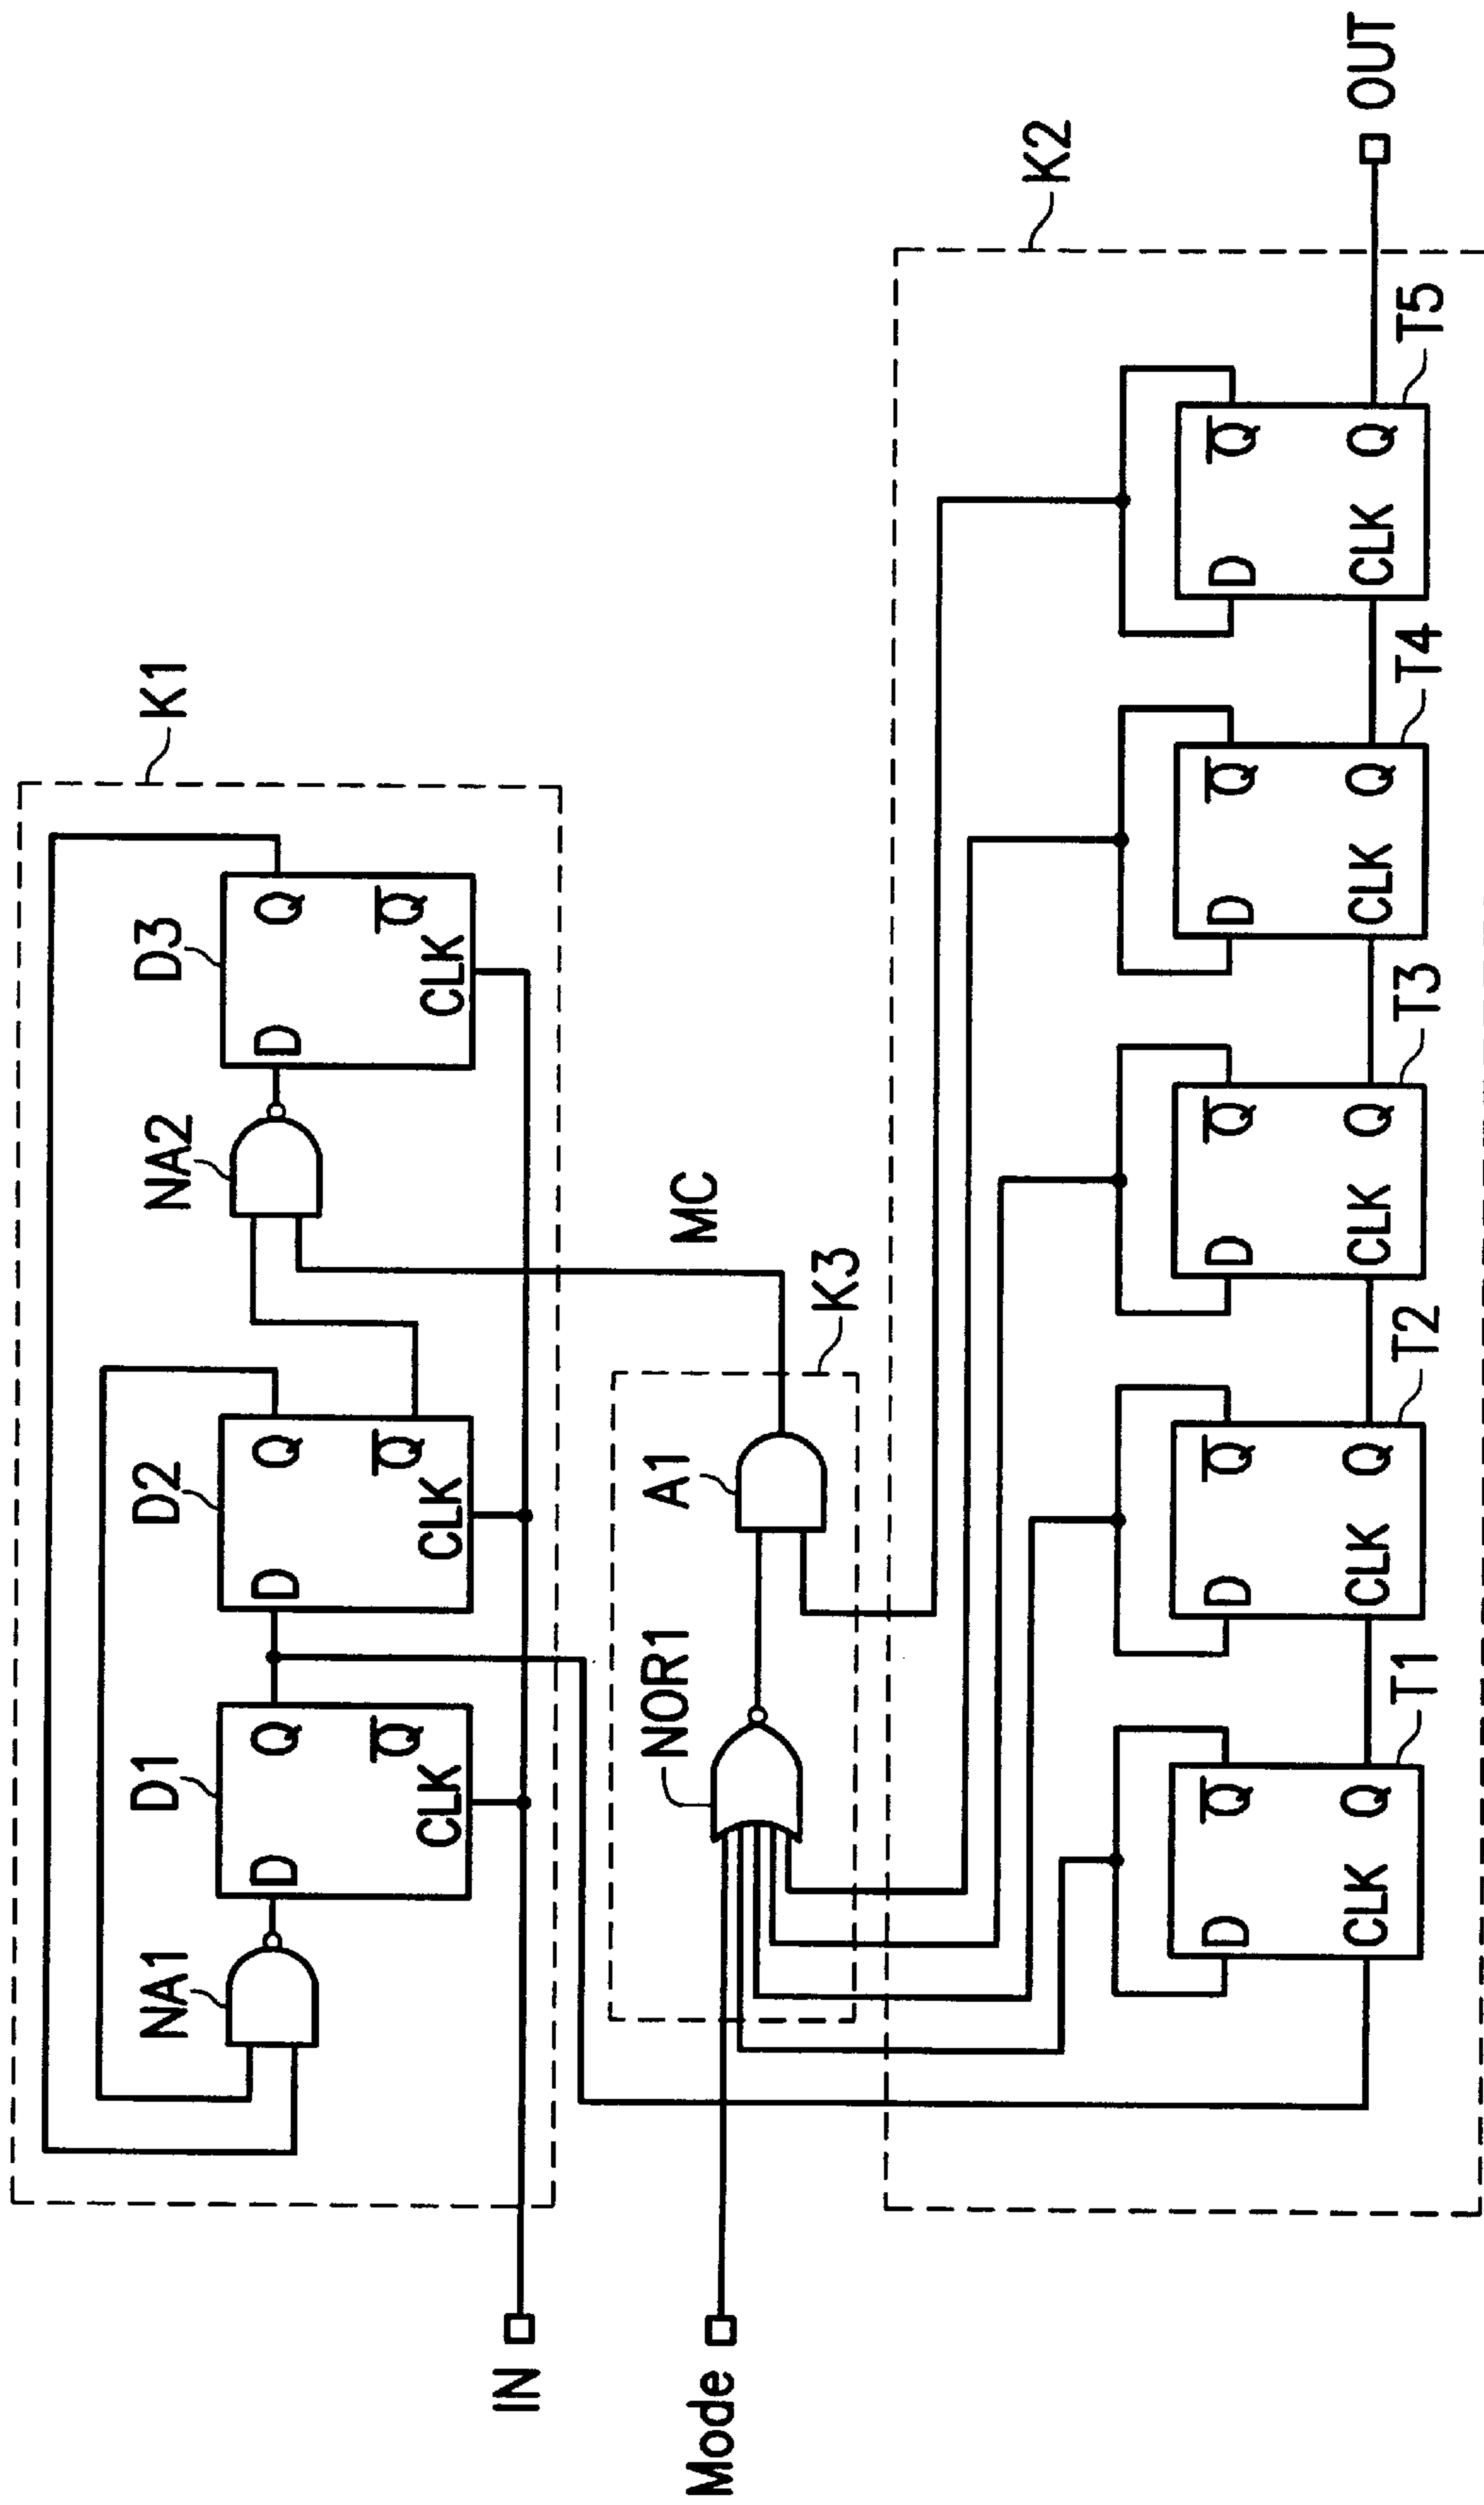 K1
NA1
D1
D2
NA2
D3
D
Q
Q
CLK
D
Q
Q
CLK
D
Q
Q
CLK
IN
MC
Mode
NOR1
A1
K3
K2
D
Q
CLK
Q
T1
D
Q
CLK
Q
T2
D
Q
CLK
Q
T3
D
Q
CLK
Q
T4
D
Q
CLK
Q
T5
OUT